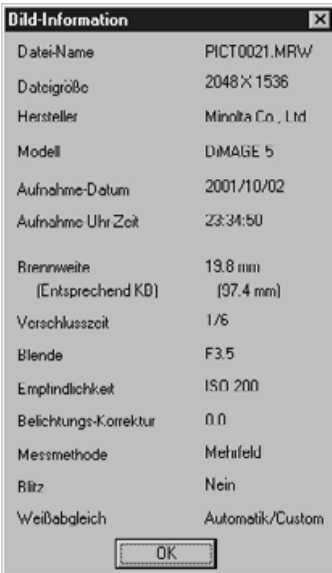 Bild-Information
Datei-Name PICT0021.MRW
Dateigröße 2048 X 1536
Hersteller Minolta Co., Ltd.
Modell DiMAGE 5
Aufnahme-Datum 2001/10/02
Aufnahme-Uhr Zeit 23:34:50
Brennweite 19.8 mm
(Entsprechend KB) (97.4 mm)
Verschlusszeit 1/6
Blende F3.5
Empfindlichkeit ISO 200
Belichtungs-Korrektur 0.0
Messmethode Mehrfeld
Blitz Nein
Weißabgleich Automatik/Custom
OK